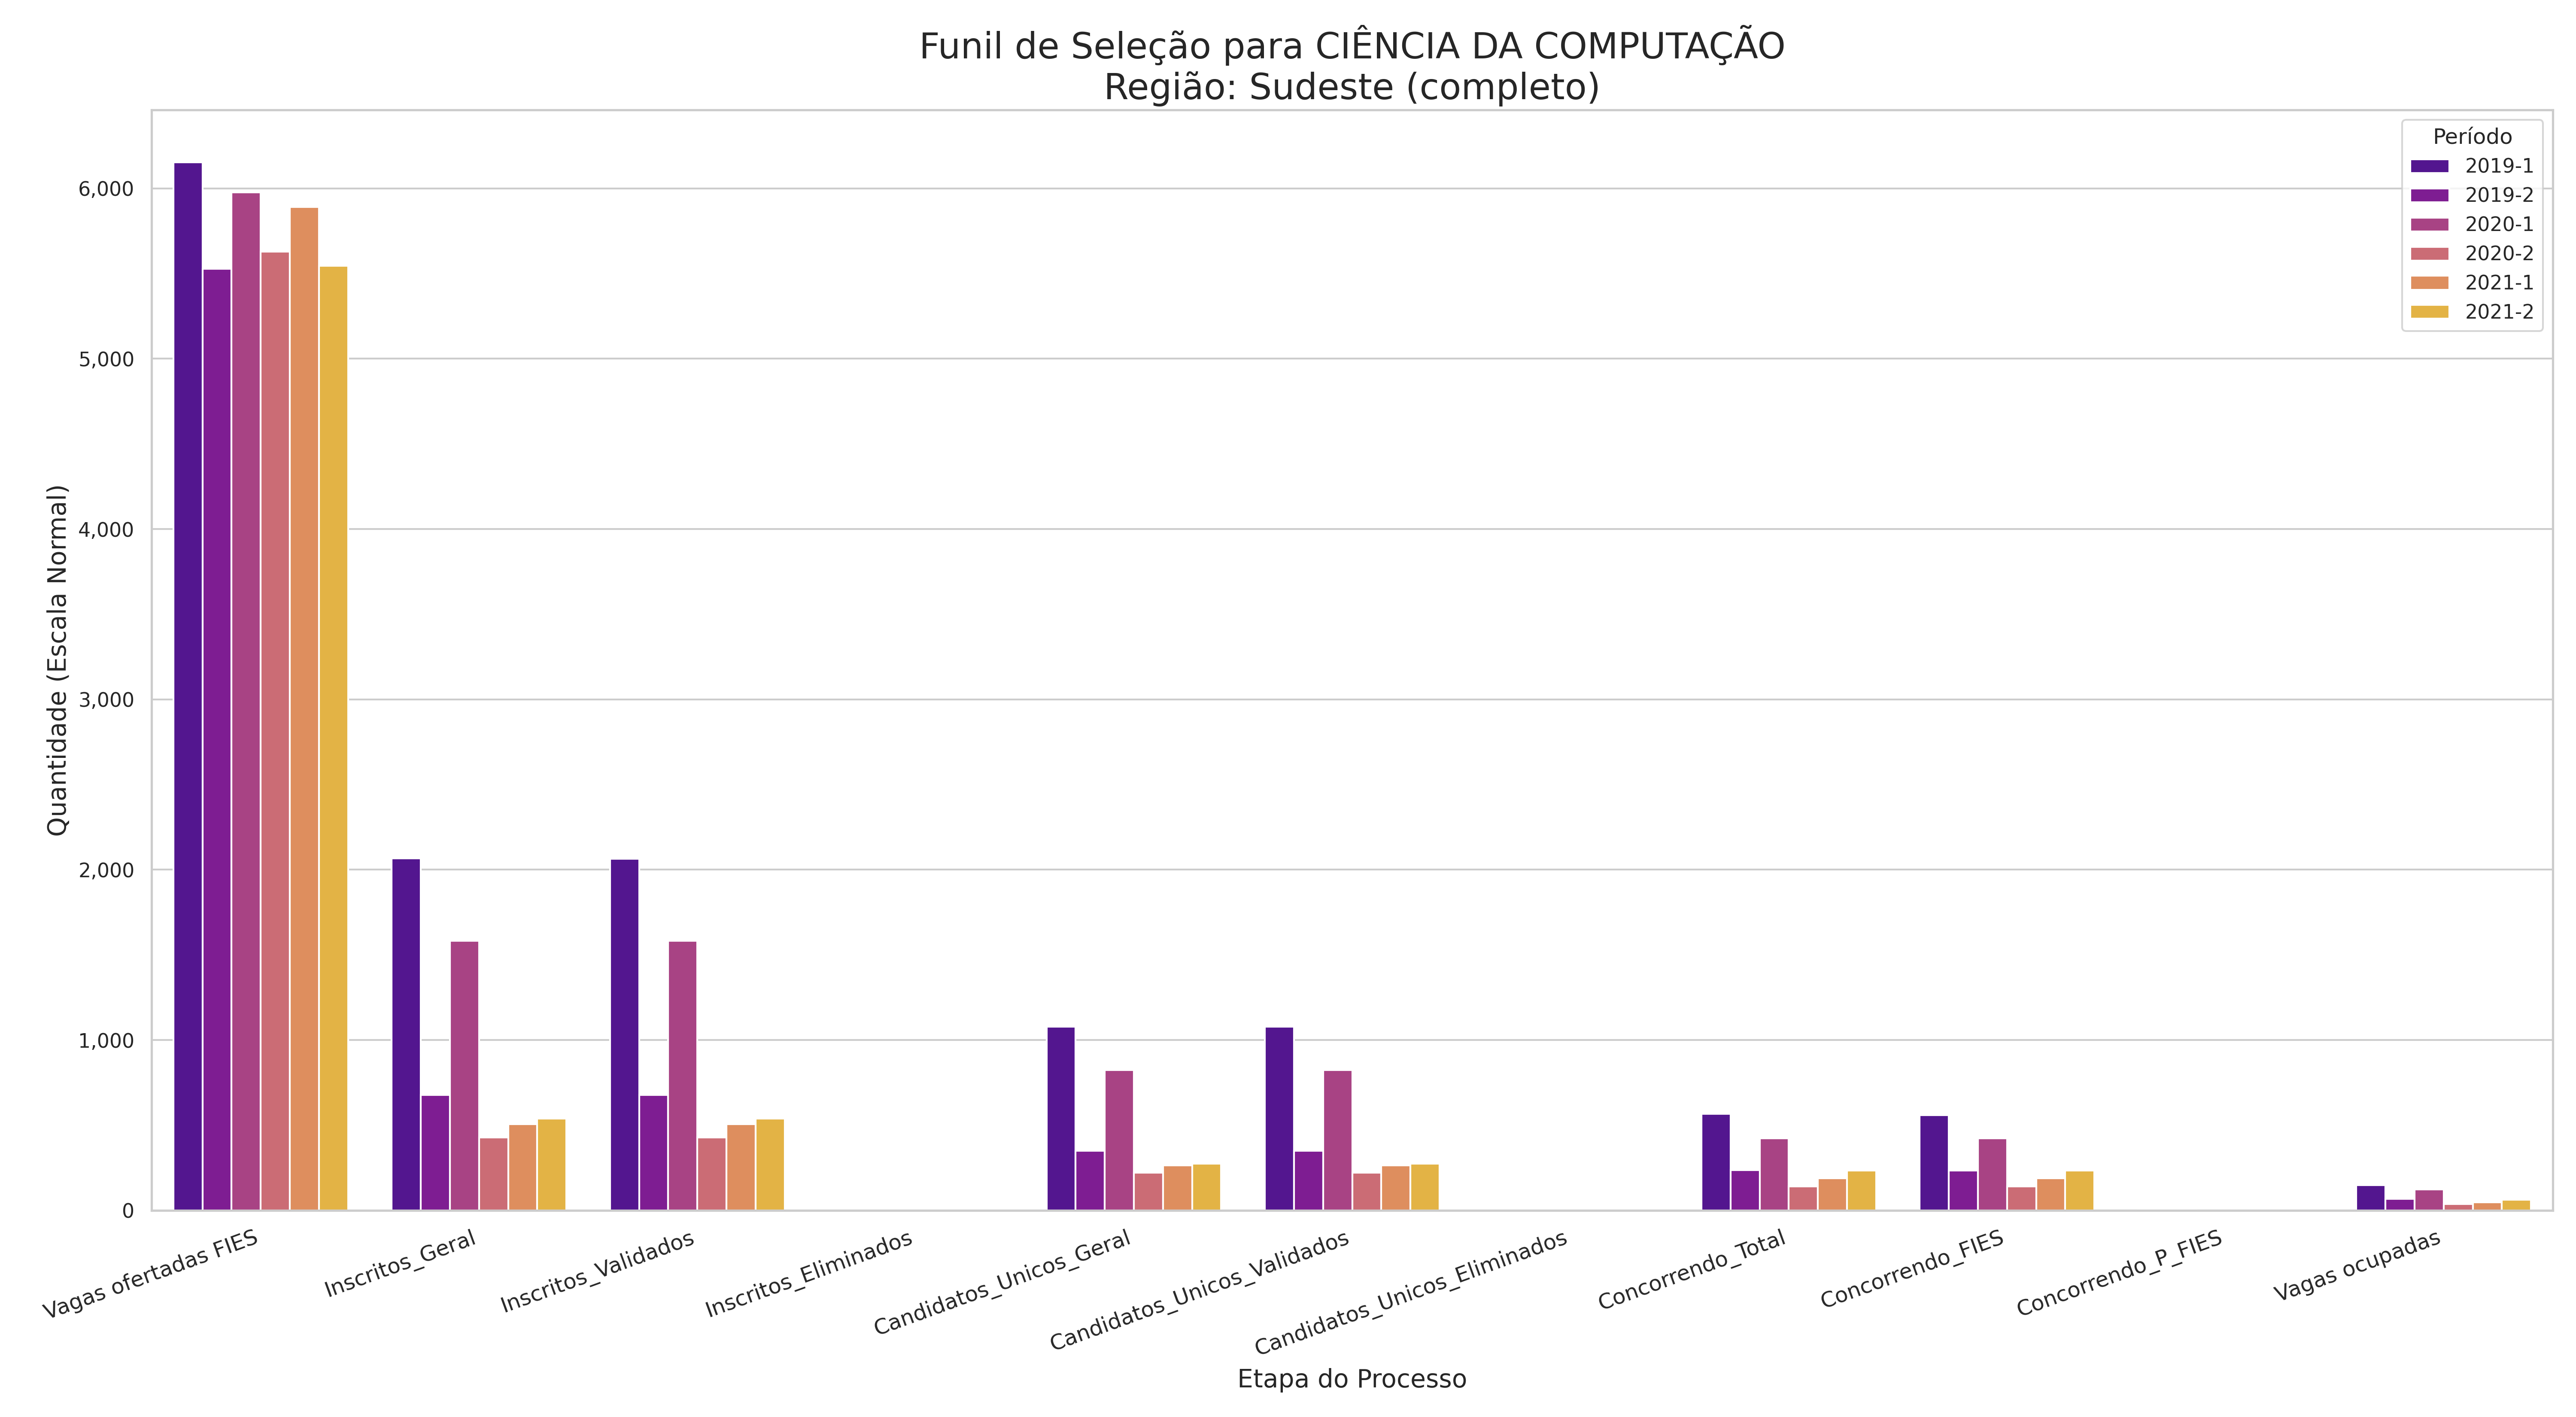 Funil de Seleção para CIÊNCIA DA COMPUTAÇÃO
Região: Sudeste (completo)
Período
2019-1
2019-2
2020-1
2020-2
2021-1
2021-2
Quantidade (Escala Normal)
6,000
5,000
4,000
3,000
2,000
1,000
0
Vagas ofertadas FIES
Inscritos_Geral
Inscritos_Validados
Inscritos_Eliminados
Candidatos_Unicos_Geral
Candidatos_Unicos_Validados
Candidatos_Unicos_Eliminados
Concorrendo_Total
Concorrendo_FIES
Concorrendo_P_FIES
Vagas ocupadas
Etapa do Processo